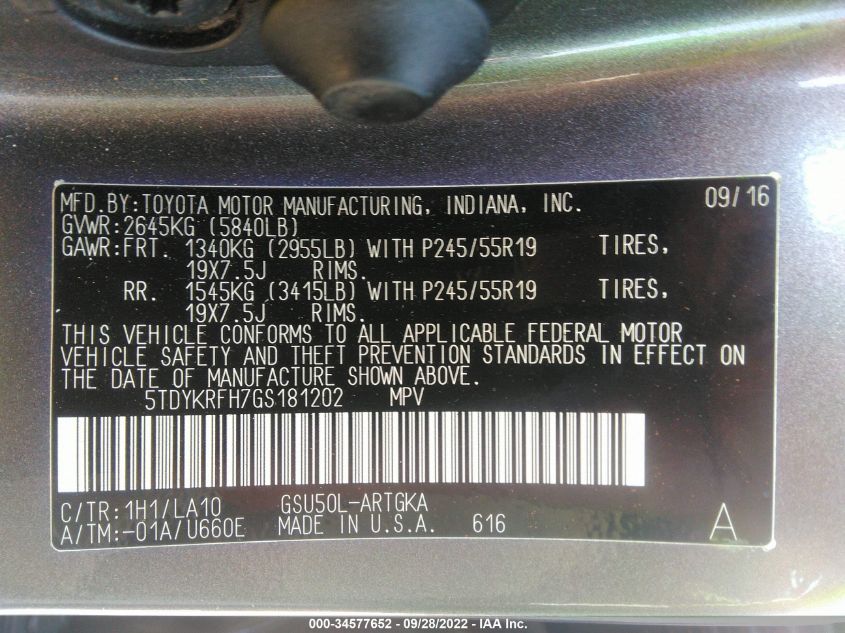 MFD.BY:TOYOTA MOTOR MANUFACTURING, INDIANA, INC. 09/16
GVWR:2645KG (5840LB)
GAWR:FRT. 1340KG (2955LB) WITH P245/55R19 TIRES,
19X7.5J RIMS.
RR. 1545KG (3415LB) WITH P245/55R19 TIRES,
19X7.5J RIMS.
THIS VEHICLE CONFORMS TO ALL APPLICABLE FEDERAL MOTOR
VEHICLE SAFETY AND THEFT PREVENTION STANDARDS IN EFFECT ON
THE DATE OF MANUFACTURE SHOWN ABOVE.
5TDYKRFH7GS181202 MPV
C/TR:1H1/LA10 GSU50L-ARTGKA
A/TM:-01A/U660E MADE IN U.S.A. 616 A
000-34577652 - 09/28/2022 - IAA Inc.